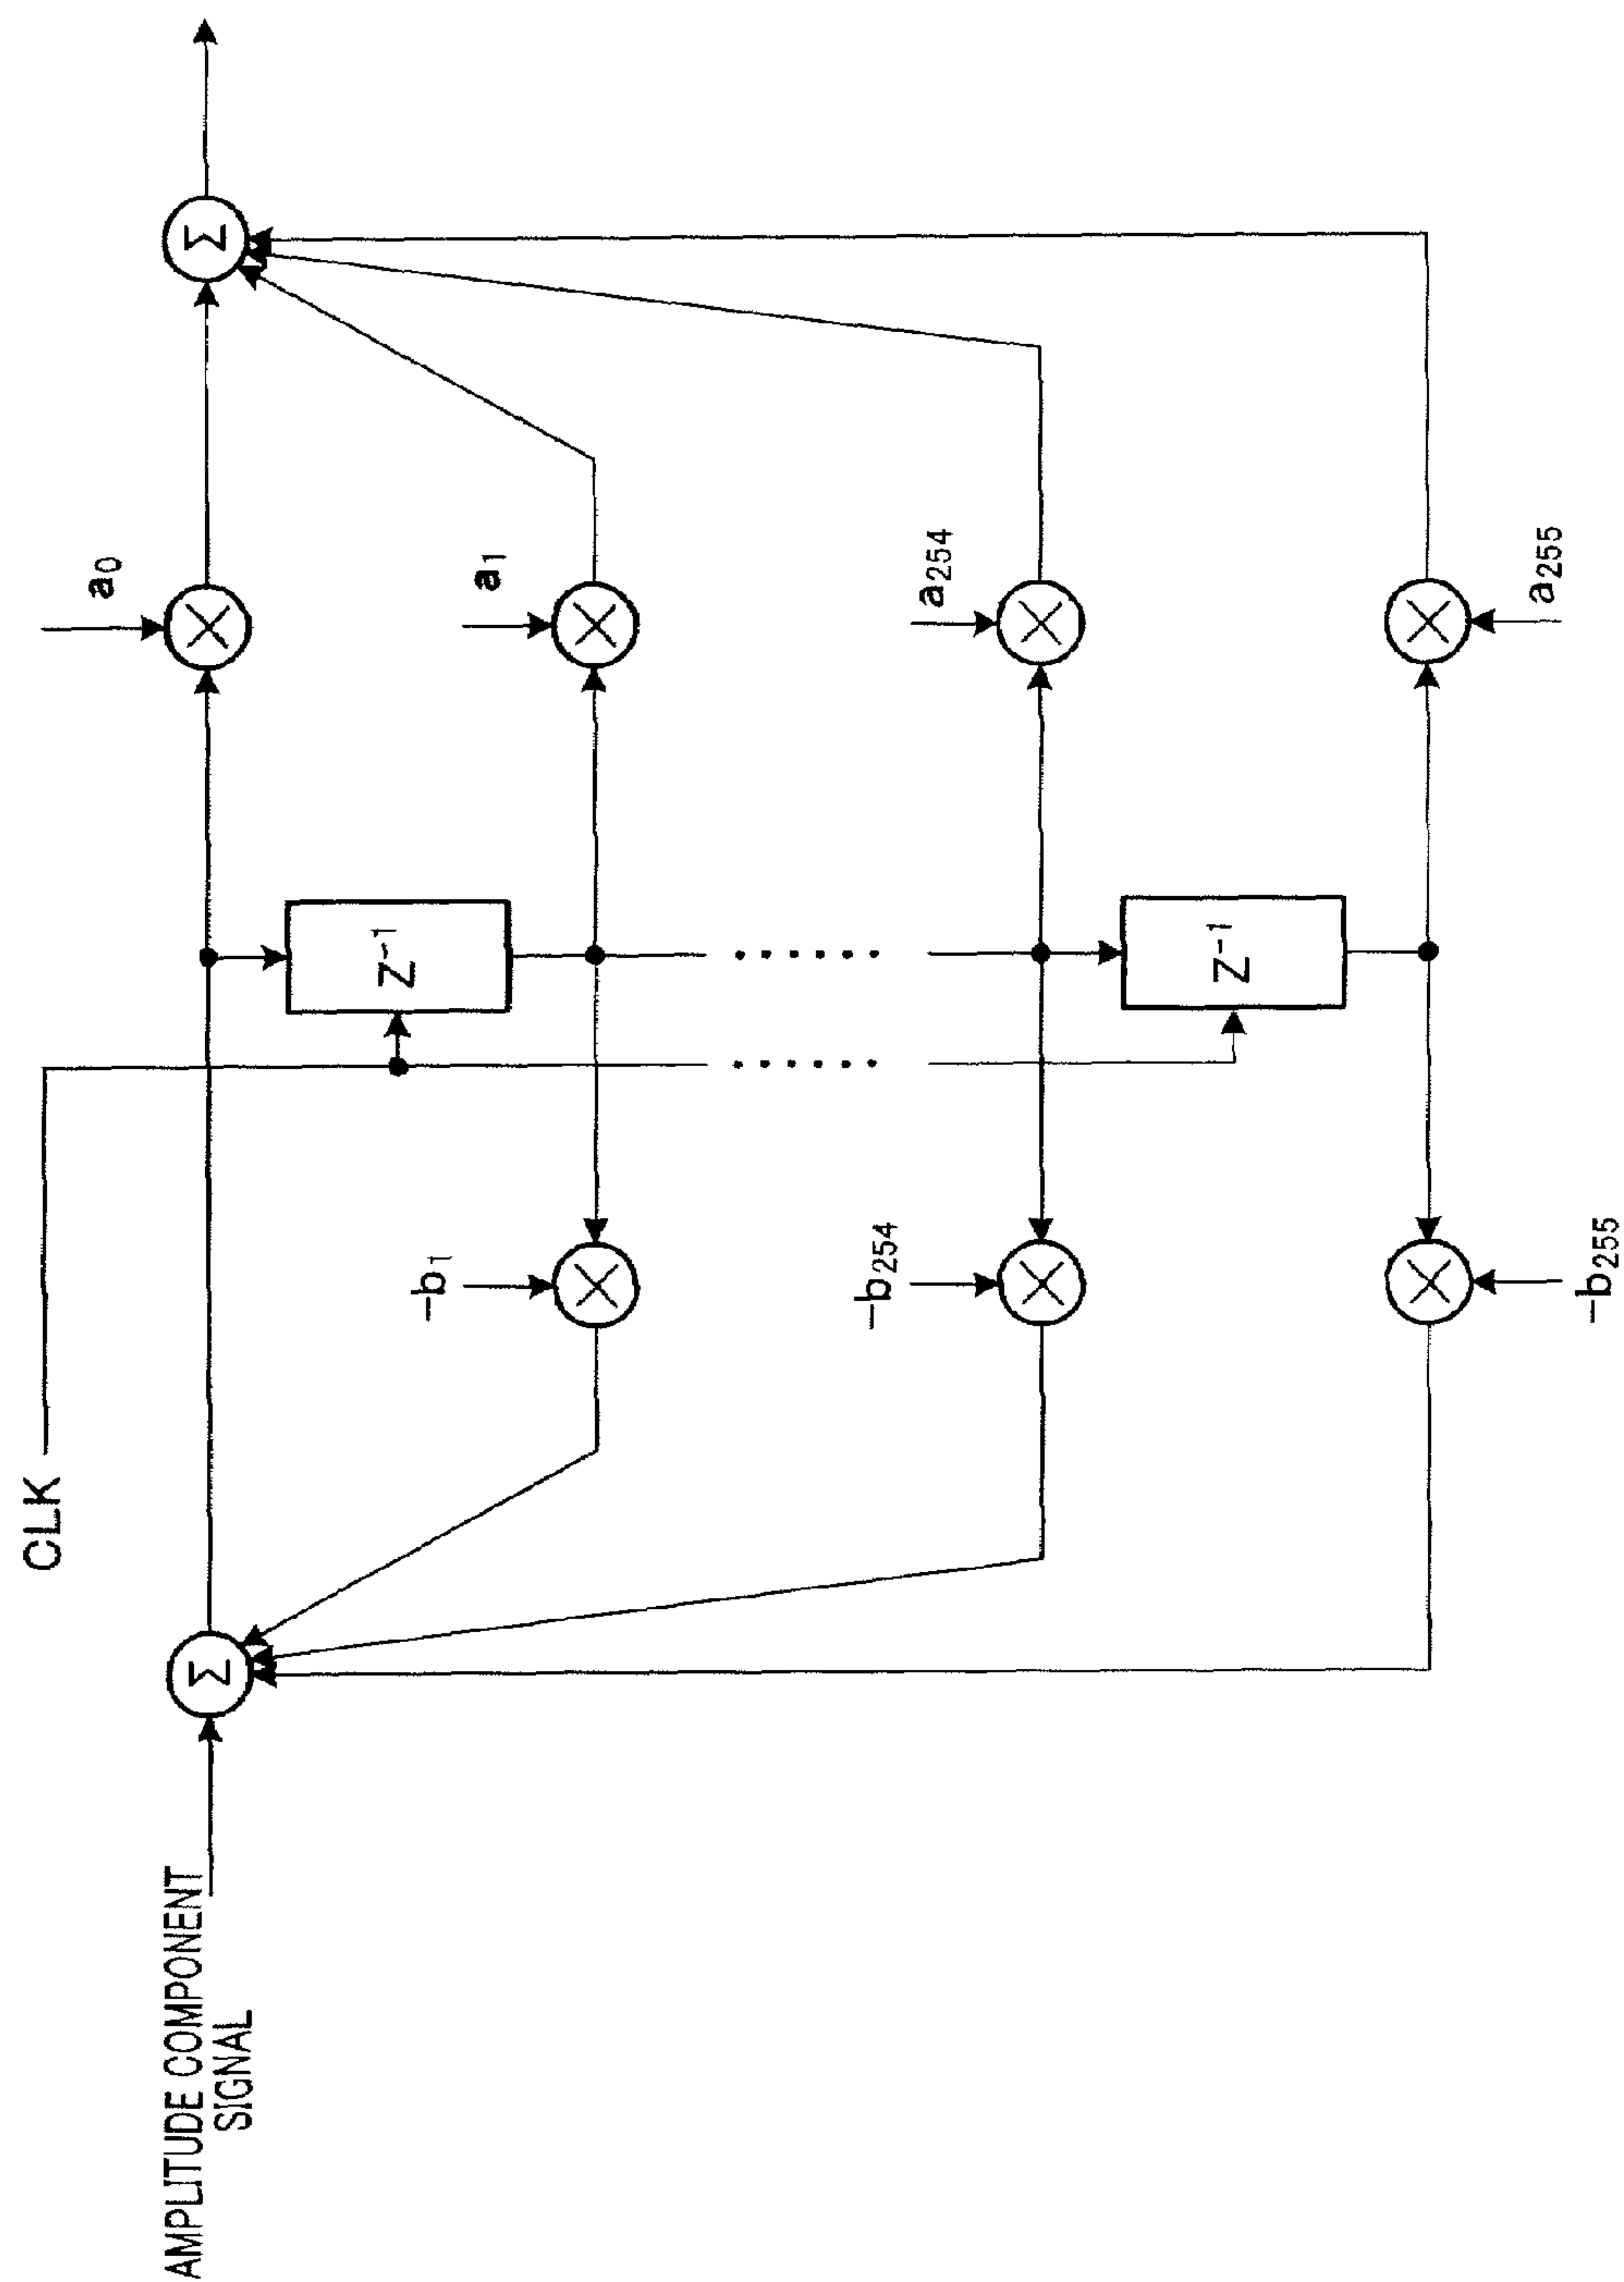 CLK
AMPLITUDE COMPONENT
SIGNAL
Σ
Σ
a₀
-b₁
Z⁻¹
a₁
......
......
-b₂₅₄
a₂₅₄
Z⁻¹
-b₂₅₅
a₂₅₅